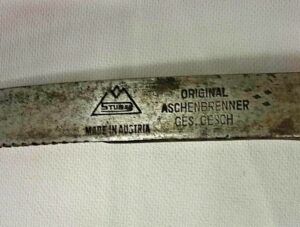 STUBAI
MADE IN AUSTRIA
ORIGINAL
ASCHENBRENNER
GES. GESCH